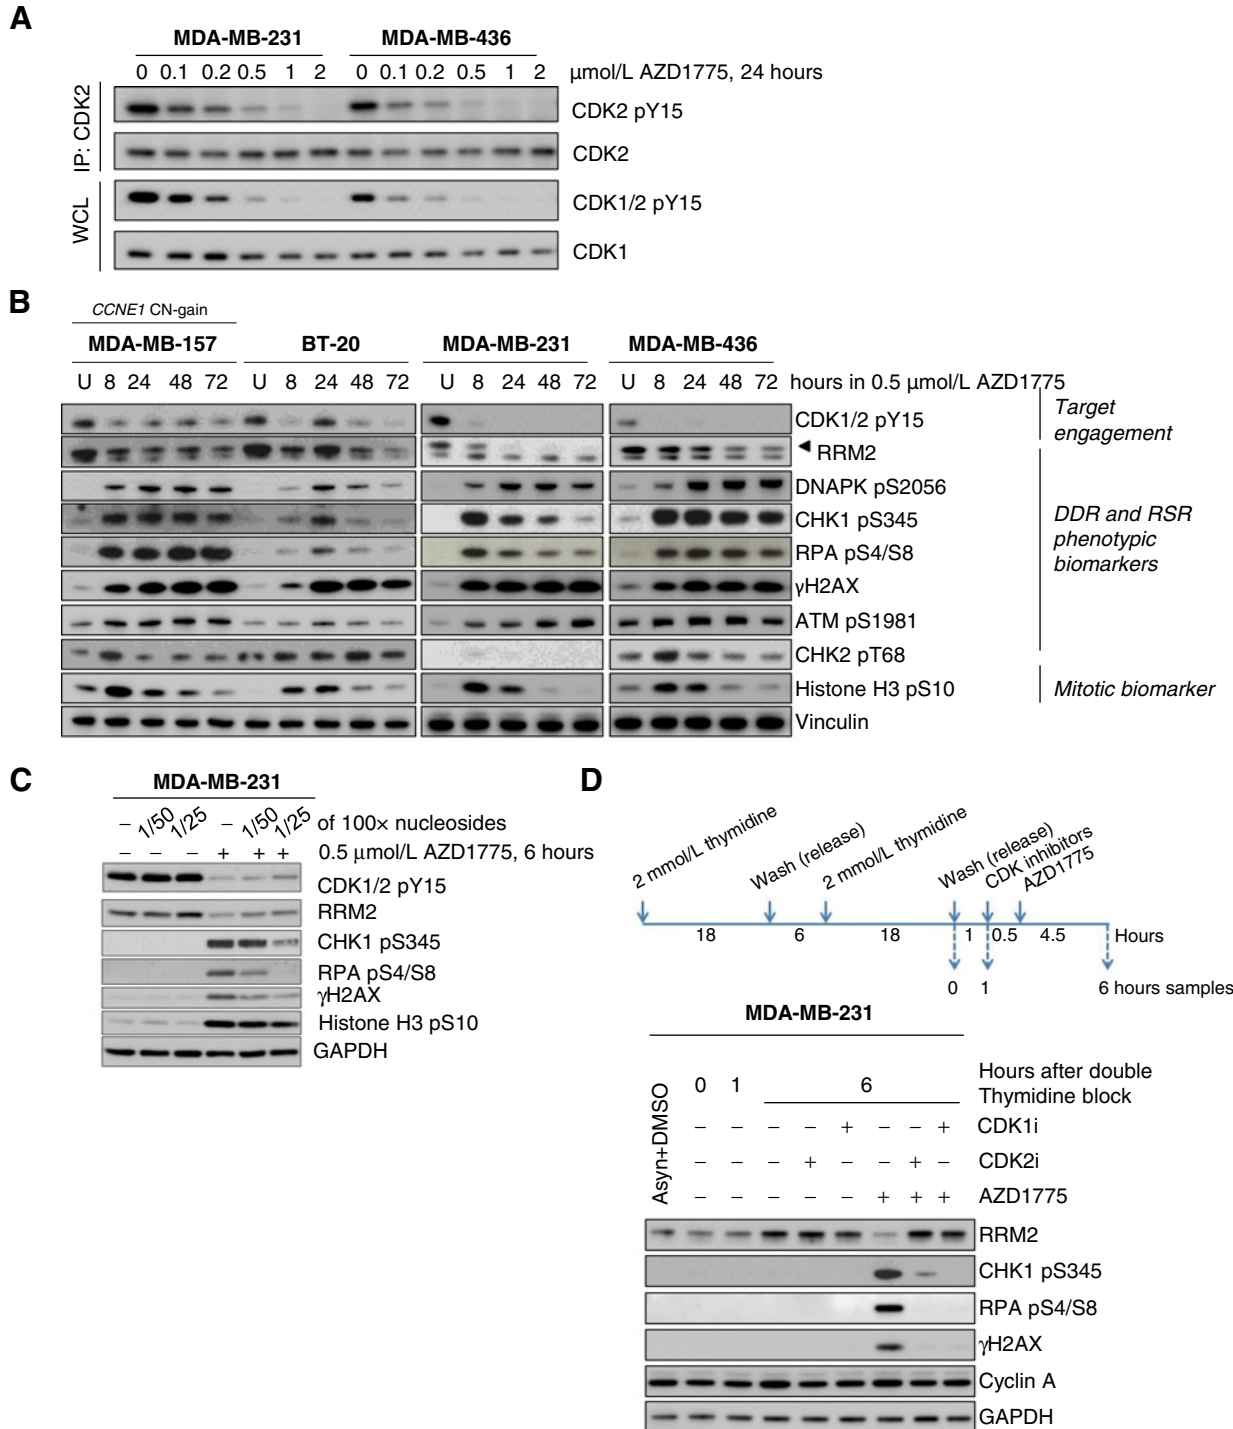 A
MDA-MB-231 MDA-MB-436
0 0.1 0.2 0.5 1 2 0 0.1 0.2 0.5 1 2 μmol/L AZD1775, 24 hours
IP: CDK2
CDK2 pY15
CDK2
WCL
CDK1/2 pY15
CDK1
B
CCNE1 CN-gain
MDA-MB-157 BT-20 MDA-MB-231 MDA-MB-436
U 8 24 48 72 U 8 24 48 72 U 8 24 48 72 U 8 24 48 72 hours in 0.5 μmol/L AZD1775
CDK1/2 pY15
Target
engagement
RRM2
DNAPK pS2056
CHK1 pS345
RPA pS4/S8
γH2AX
ATM pS1981
CHK2 pT68
DDR and RSR
phenotypic
biomarkers
Histone H3 pS10
Mitotic biomarker
Vinculin
C
MDA-MB-231
– 1/50 1/25 – 1/50 1/25 of 100× nucleosides
– – – + + + 0.5 μmol/L AZD1775, 6 hours
CDK1/2 pY15
RRM2
CHK1 pS345
RPA pS4/S8
γH2AX
Histone H3 pS10
GAPDH
D
2 mmol/L thymidine
Wash (release)
2 mmol/L thymidine
Wash (release)
CDK inhibitors
AZD1775
18 6 18 1 0.5 4.5 Hours
0 1 6 hours samples
MDA-MB-231
Asyn+DMSO
0 1 6
Hours after double
Thymidine block
– – – – + – – + CDK1i
– – – + – – + – CDK2i
– – – – – + + + AZD1775
RRM2
CHK1 pS345
RPA pS4/S8
γH2AX
Cyclin A
GAPDH